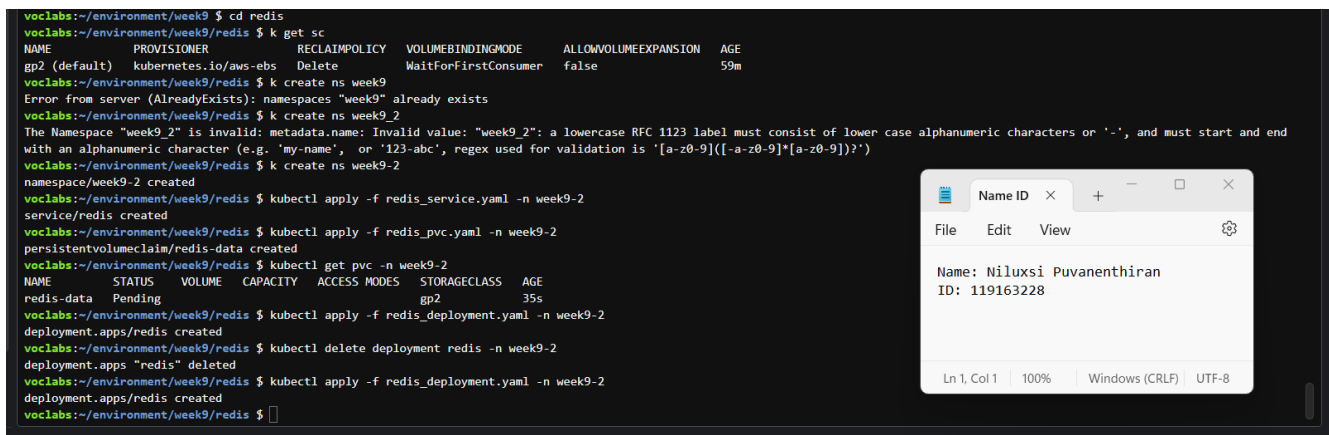 voclabs:~/environment/week9 $ cd redis
voclabs:~/environment/week9/redis $ k get sc
NAME PROVISIONER RECLAIMPOLICY VOLUMEBINDINGMODE ALLOWVOLUMEEXPANSION AGE
gp2 (default) kubernetes.io/aws-ebs Delete WaitForFirstConsumer false 59m
voclabs:~/environment/week9/redis $ k create ns week9
Error from server (AlreadyExists): namespaces "week9" already exists
voclabs:~/environment/week9/redis $ k create ns week9_2
The Namespace "week9_2" is invalid: metadata.name: Invalid value: "week9_2": a lowercase RFC 1123 label must consist of lower case alphanumeric characters or '-', and must start and end
with an alphanumeric character (e.g. 'my-name', or '123-abc', regex used for validation is '[a-z0-9]([-a-z0-9]*[a-z0-9])?')
voclabs:~/environment/week9/redis $ k create ns week9-2
namespace/week9-2 created
voclabs:~/environment/week9/redis $ kubectl apply -f redis_service.yaml -n week9-2
service/redis created
voclabs:~/environment/week9/redis $ kubectl apply -f redis_pvc.yaml -n week9-2
persistentvolumeclaim/redis-data created
voclabs:~/environment/week9/redis $ kubectl get pvc -n week9-2
NAME STATUS VOLUME CAPACITY ACCESS MODES STORAGECLASS AGE
redis-data Pending gp2 35s
voclabs:~/environment/week9/redis $ kubectl apply -f redis_deployment.yaml -n week9-2
deployment.apps/redis created
voclabs:~/environment/week9/redis $ kubectl delete deployment redis -n week9-2
deployment.apps "redis" deleted
voclabs:~/environment/week9/redis $ kubectl apply -f redis_deployment.yaml -n week9-2
deployment.apps/redis created
voclabs:~/environment/week9/redis $
Name ID
File Edit View
Name: Niluxsi Puvanenthiran
ID: 119163228
Ln 1, Col 1 100% Windows (CRLF) UTF-8